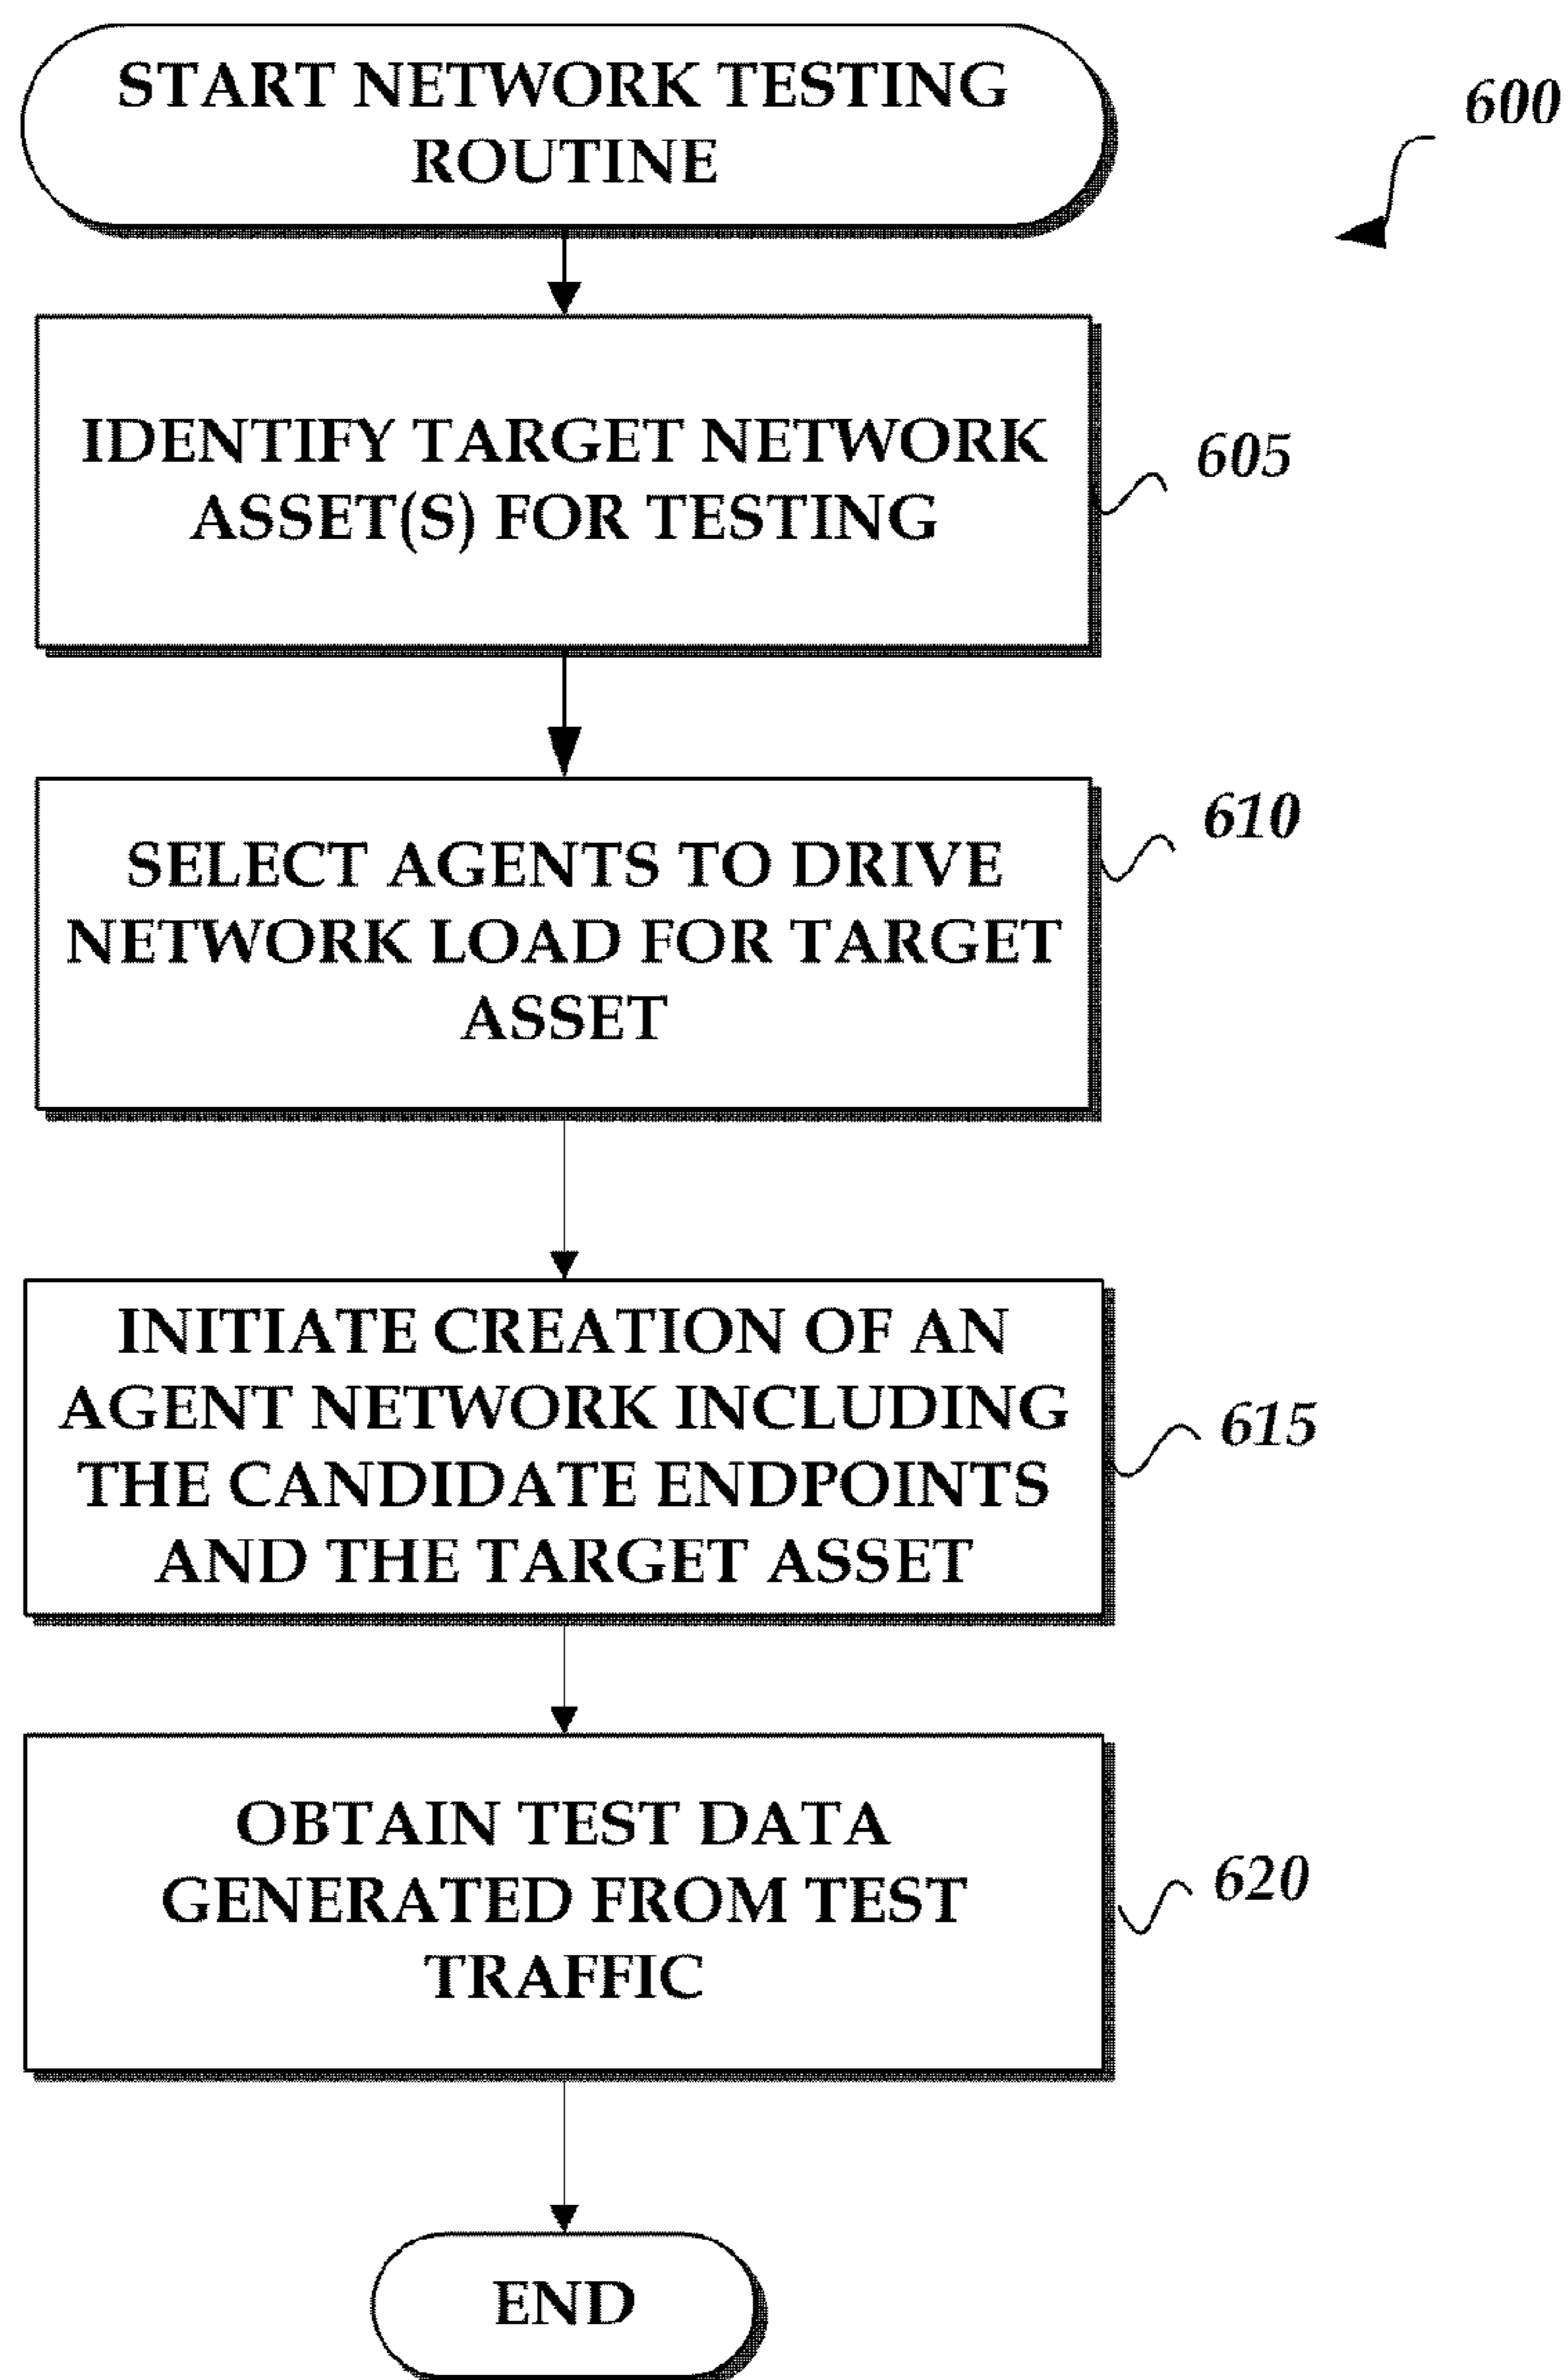 START NETWORK TESTING
ROUTINE
600
IDENTIFY TARGET NETWORK
ASSET(S) FOR TESTING
605
SELECT AGENTS TO DRIVE
NETWORK LOAD FOR TARGET
ASSET
610
INITIATE CREATION OF AN
AGENT NETWORK INCLUDING
THE CANDIDATE ENDPOINTS
AND THE TARGET ASSET
615
OBTAIN TEST DATA
GENERATED FROM TEST
TRAFFIC
620
END